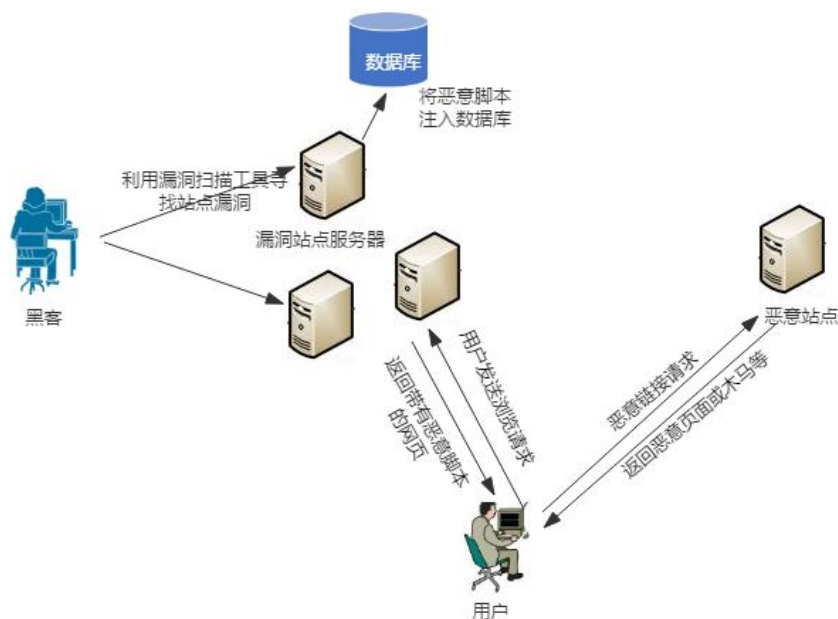 数据库
将恶意脚本
注入数据库
利用漏洞扫描工具寻
找站点漏洞
漏洞站点服务器
黑客
恶意站点
返回带有恶意脚本
的网页
用户发送浏览请求
恶意链接请求
返回恶意页面或木马等
用户